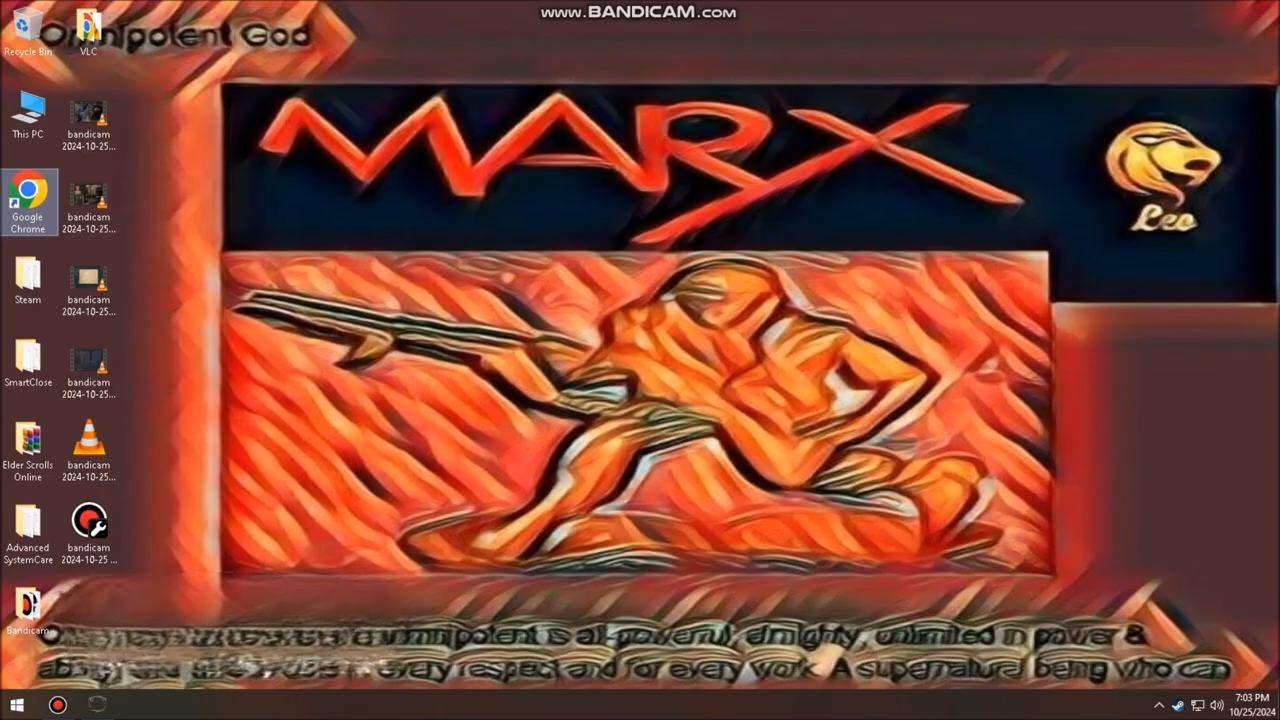 www.BANDICAM.com
Omnipotent God
Recycle Bin
VLC
MARX
Leo
This PC
bandicam
2024-10-25...
Google
Chrome
bandicam
2024-10-25...
Steam
bandicam
2024-10-25...
SmartClose
bandicam
2024-10-25...
Elder Scrolls
Online
bandicam
2024-10-25...
Advanced
SystemCare
bandicam
2024-10-25 ...
Bandicam
omnipotent is all-powerful, almighty, unlimited in power &
every respect and for every work. A supernatural being who can
7:03 PM
10/25/2024